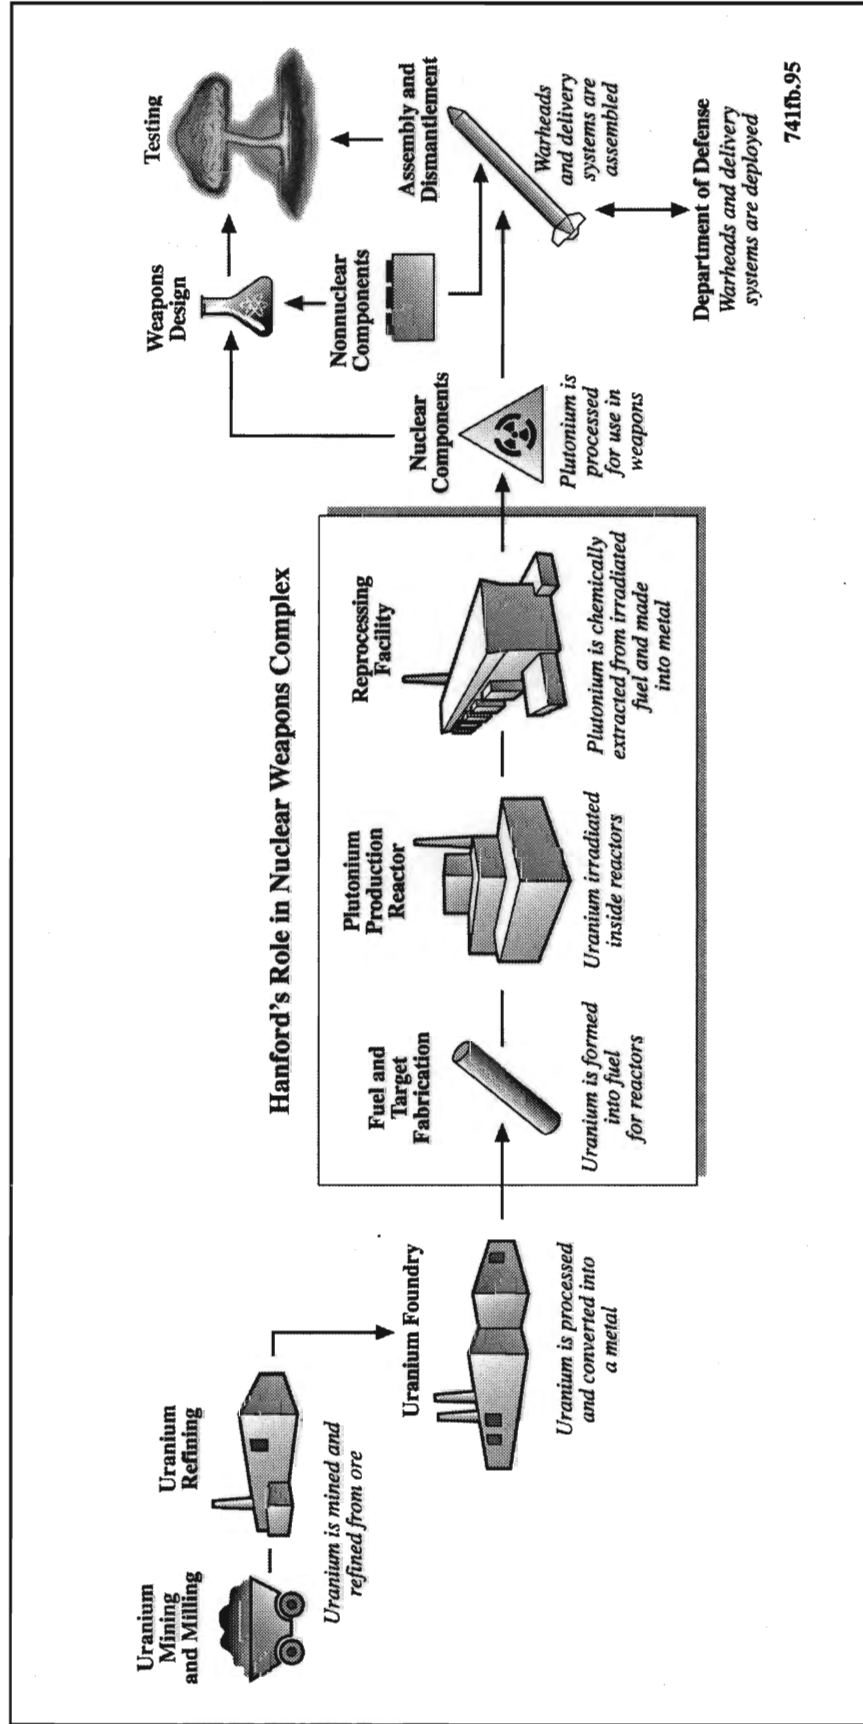 Hanford's Role in Nuclear Weapons Complex
Uranium
Mining
and Milling
Uranium
Refining
Uranium is mined and
refined from ore
Uranium Foundry
Uranium is processed
and converted into
a metal
Fuel and
Target
Fabrication
Uranium is formed
into fuel
for reactors
Plutonium
Production
Reactor
Uranium irradiated
inside reactors
Reprocessing
Facility
Plutonium is chemically
extracted from irradiated
fuel and made
into metal
Nuclear
Components
Plutonium is
processed
for use in
weapons
Weapons
Design
Nonnuclear
Components
Testing
Assembly and
Dismantlement
Warheads
and delivery
systems are
assembled
Department of Defense
Warheads and delivery
systems are deployed
741fb.95